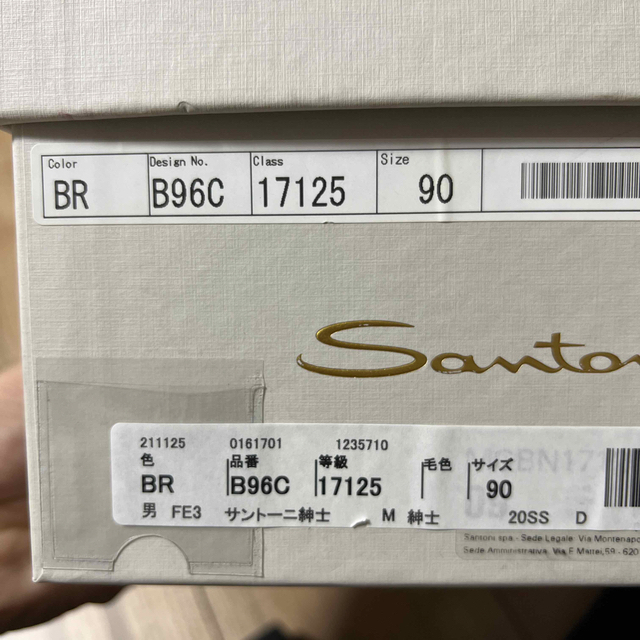 Color Design No. Class Size
BR B96C 17125 90
Santon
211125 0161701 1235710
色 品番 等級 毛色 サイズ
BR B96C 17125 90
男 FE3 サントーニ紳士 M 紳士 20SS D
Santoni spa - Sede Legale: Via Montenapo
Sede Amministrativa, Via E. Mattei, 59 - 620